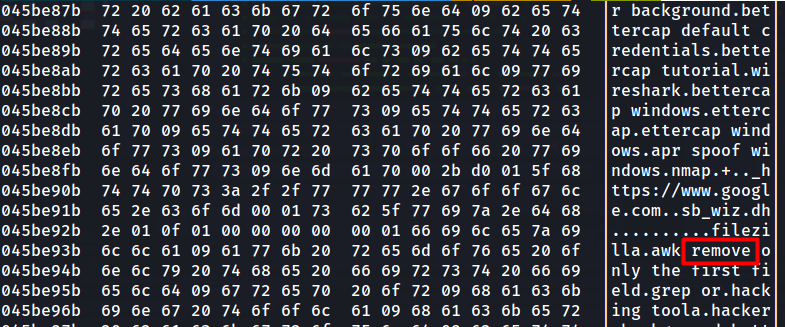 045be87b 72 20 62 61 63 6b 67 72 6f 75 6e 64 09 62 65 74 r background.bet
045be88b 74 65 72 63 61 70 20 64 65 66 61 75 6c 74 20 63 tercap default c
045be89b 72 65 64 65 6e 74 69 61 6c 73 09 62 65 74 74 65 redentials.bette
045be8ab 72 63 61 70 20 74 75 74 6f 72 69 61 6c 09 77 69 rcap tutorial.wi
045be8bb 72 65 73 68 61 72 6b 09 62 65 74 74 65 72 63 61 reshark.betterca
045be8cb 70 20 77 69 6e 64 6f 77 73 09 65 74 74 65 72 63 p windows.etterc
045be8db 61 70 09 65 74 74 65 72 63 61 70 20 77 69 6e 64 ap.ettercap wind
045be8eb 6f 77 73 09 61 70 72 20 73 70 6f 6f 66 20 77 69 ows.apr spoof wi
045be8fb 6e 64 6f 77 73 09 6e 6d 61 70 00 2b d0 01 5f 68 ndows.nmap.+.._h
045be90b 74 74 70 73 3a 2f 2f 77 77 77 2e 67 6f 6f 67 6c ttps://www.googl
045be91b 65 2e 63 6f 6d 00 01 73 62 5f 77 69 7a 2e 64 68 e.com..sb_wiz.dh
045be92b 2e 01 0f 01 00 00 00 00 00 01 66 69 6c 65 7a 69 ..........filezi
045be93b 6c 6c 61 09 61 77 6b 20 72 65 6d 6f 76 65 20 6f lla.awk remove o
045be94b 6e 6c 79 20 74 68 65 20 66 69 72 73 74 20 66 69 nly the first fi
045be95b 65 6c 64 09 67 72 65 70 20 6f 72 09 68 61 63 6b eld.grep or.hack
045be96b 69 6e 67 20 74 6f 6f 6c 61 09 68 61 63 6b 65 72 ing toola.hacker